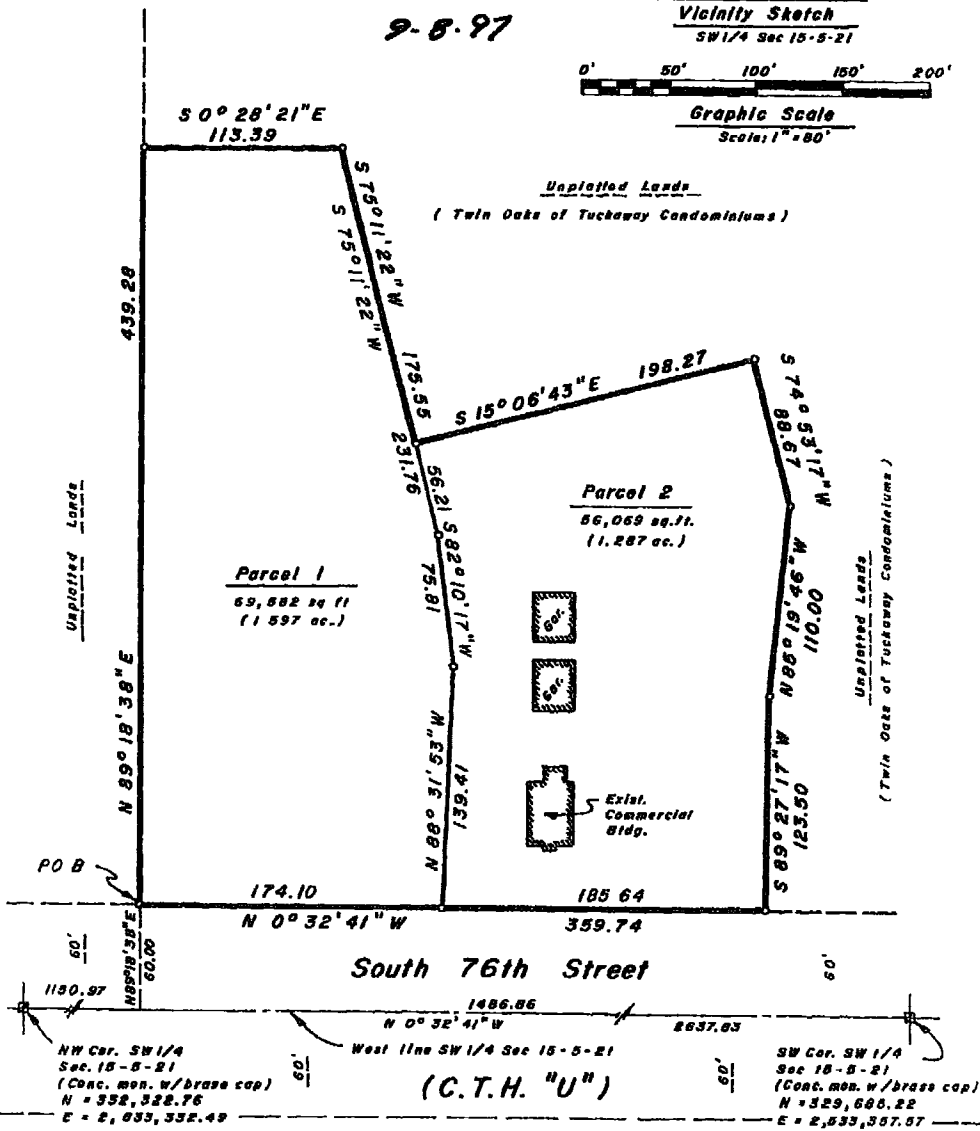 9-8-97
Vicinity Sketch
SW 1/4 Sec 15-5-21
0' 50' 100' 150' 200'
Graphic Scale
Scale: 1" = 80'
S 0° 28' 21" E
113.39
Unplatted Lands
( Twin Oaks of Tuckaway Condominiums )
S 75° 11' 22" W
S 75° 11' 22" W
439.28
175.55
231.76
S 15° 06' 43" E
198.27
S 74° 53' 17" W
88.67
56.21
Parcel 2
56,069 sq.ft.
(1.287 ac.)
S 82° 10' 17" W
75.81
Unplatted Lands
Parcel 1
69,582 sq ft
(1 597 ac.)
N 86° 19' 46" W
110.00
Unplatted Lands
(Twin Oaks of Tuckaway Condominiums)
Gar.
Gar.
N 89° 18' 38" E
N 88° 31' 53" W
139.41
Exist.
Commercial
Bldg.
S 89° 27' 17" W
123.50
P O B
174.10
185 64
N 0° 32' 41" W
359.74
N89°18'38"E
60.00
60'
South 76th Street
60'
1150.97
1486.86
N 0° 32' 41" W
2637.83
NW Cor. SW 1/4
Sec. 15-5-21
(Conc. mon. w/brass cap)
N = 332,322.76
E = 2,533,332.49
60'
West line SW 1/4 Sec 15-5-21
(C.T.H. "U")
60'
SW Cor. SW 1/4
Sec 15-5-21
(Conc. mon. w/brass cap)
N = 329,685.22
E = 2,533,357.57